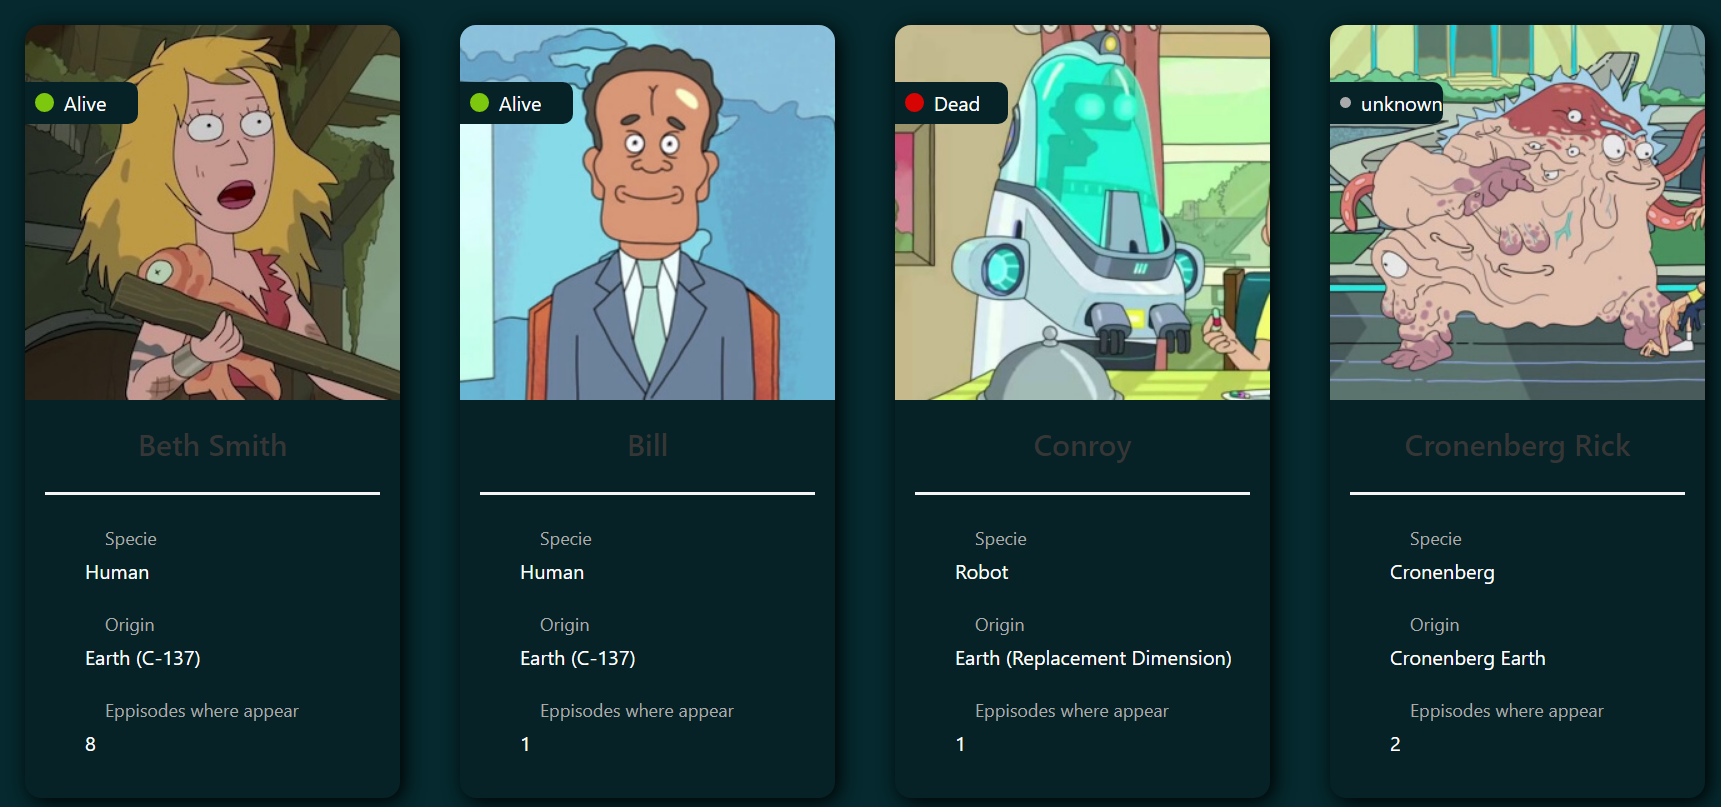 Alive
Beth Smith
Specie
Human
Origin
Earth (C-137)
Eppisodes where appear
8
Alive
Bill
Specie
Human
Origin
Earth (C-137)
Eppisodes where appear
1
Dead
Conroy
Specie
Robot
Origin
Earth (Replacement Dimension)
Eppisodes where appear
1
unknown
Cronenberg Rick
Specie
Cronenberg
Origin
Cronenberg Earth
Eppisodes where appear
2